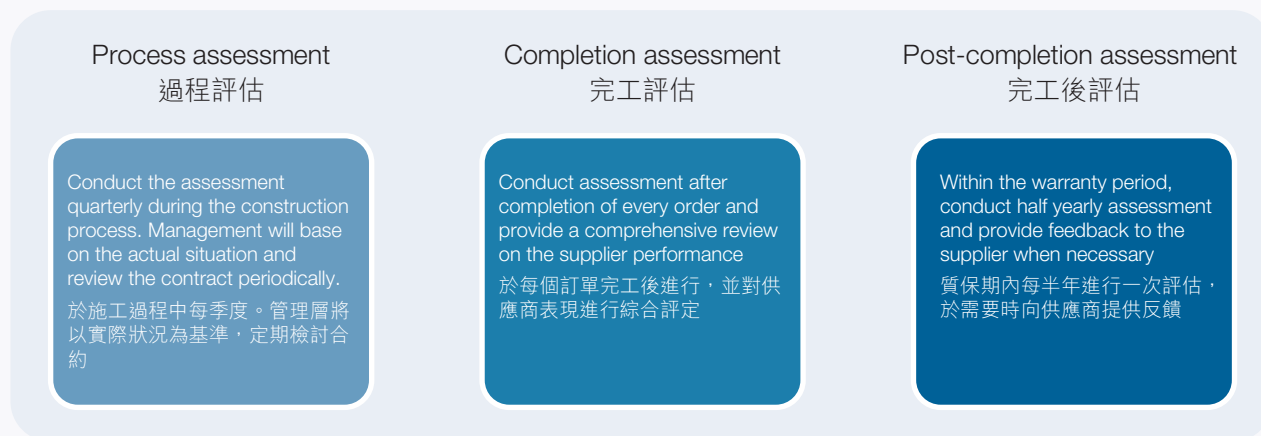 Process assessment
過程評估
Conduct the assessment
quarterly during the construction
process. Management will base
on the actual situation and
review the contract periodically.
於施工過程中每季度。管理層將
以實際狀況為基準，定期檢討合
約
Completion assessment
完工評估
Conduct assessment after
completion of every order and
provide a comprehensive review
on the supplier performance
於每個訂單完工後進行，並對供
應商表現進行綜合評定
Post-completion assessment
完工後評估
Within the warranty period,
conduct half yearly assessment
and provide feedback to the
supplier when necessary
質保期內每半年進行一次評估，
於需要時向供應商提供反饋